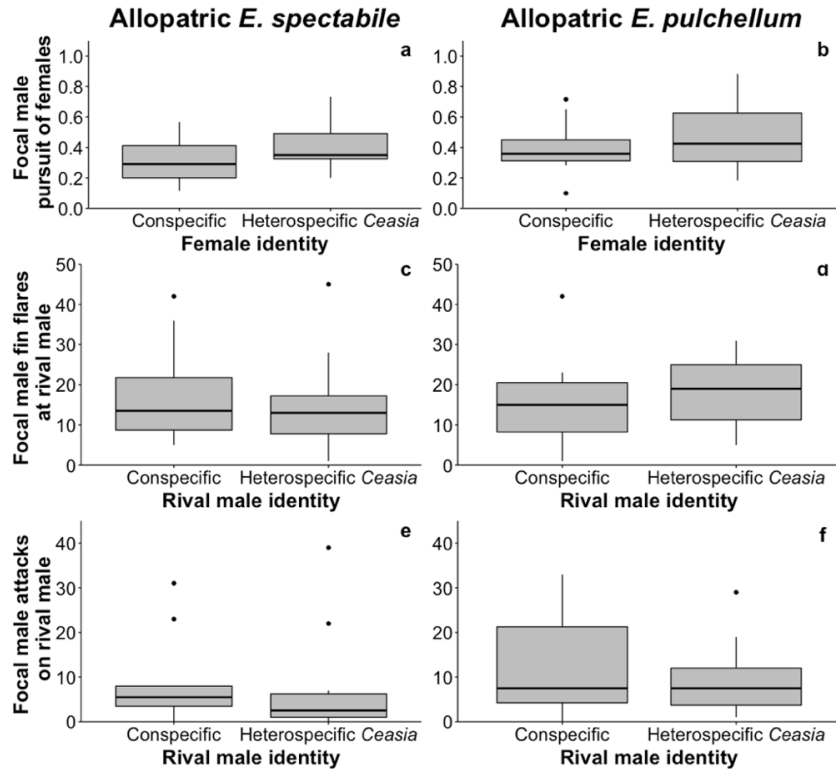 Allopatric E. spectabile
Allopatric E. pulchellum
Focal male
pursuit of females
1.0
0.8
0.6
0.4
0.2
0.0
a
Conspecific
Heterospecific Ceasia
Female identity
1.0
0.8
0.6
0.4
0.2
0.0
b
Conspecific
Heterospecific Ceasia
Female identity
Focal male fin flares
at rival male
50
40
30
20
10
0
c
Conspecific
Heterospecific Ceasia
Rival male identity
50
40
30
20
10
0
d
Conspecific
Heterospecific Ceasia
Rival male identity
Focal male attacks
on rival male
40
30
20
10
0
e
Conspecific
Heterospecific Ceasia
Rival male identity
40
30
20
10
0
f
Conspecific
Heterospecific Ceasia
Rival male identity